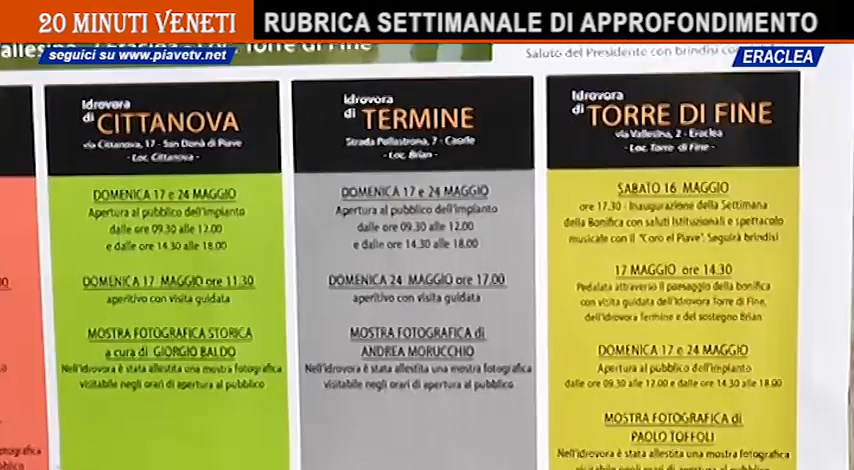 20 MINUTI VENETI
RUBRICA SETTIMANALE DI APPROFONDIMENTO
seguici su www.piavetv.net
ERACLEA
Torre di Fine
Saluto del Presidente con brindisi
Idrovora
di CITTANOVA
via Cittanova, 17 - San Donà di Piave
- Loc. Cittanova -
DOMENICA 17 e 24 MAGGIO
Apertura al pubblico dell'impianto
dalle ore 09.30 alle 12.00
e dalle ore 14.30 alle 18.00
DOMENICA 17 MAGGIO ore 11.30
aperitivo con visita guidata
MOSTRA FOTOGRAFICA STORICA
a cura di GIORGIO BALDO
Nell'idrovora è stata allestita una mostra fotografica
visitabile negli orari di apertura al pubblico
Idrovora
di TERMINE
Strada Pallastrona, 7 - Caorle
- Loc. Brian -
DOMENICA 17 e 24 MAGGIO
Apertura al pubblico dell'impianto
dalle ore 09.30 alle 12.00
e dalle ore 14.30 alle 18.00
DOMENICA 24 MAGGIO ore 17.00
aperitivo con visita guidata
MOSTRA FOTOGRAFICA di
ANDREA MORUCCHIO
Nell'idrovora è stata allestita una mostra fotografica
visitabile negli orari di apertura al pubblico
Idrovora
di TORRE DI FINE
via Vallesina, 2 - Eraclea
- Loc. Torre di Fine -
SABATO 16 MAGGIO
ore 17.30 - Inaugurazione della Settimana
della Bonifica con saluti Istituzionali e spettacolo
musicale con il "Coro el Piave". Seguirà brindisi
17 MAGGIO ore 14.30
Pedalata attraverso il paesaggio della bonifica
con visita guidata dell'Idrovora Torre di Fine,
dell'Idrovora Termine e del sostegno Brian
DOMENICA 17 e 24 MAGGIO
Apertura al pubblico dell'impianto
dalle ore 09.30 alle 12.00 e dalle ore 14.30 alle 18.00
MOSTRA FOTOGRAFICA di
PAOLO TOFFOLI
Nell'idrovora è stata allestita una mostra fotografica
visitabile negli orari di apertura al pubblico